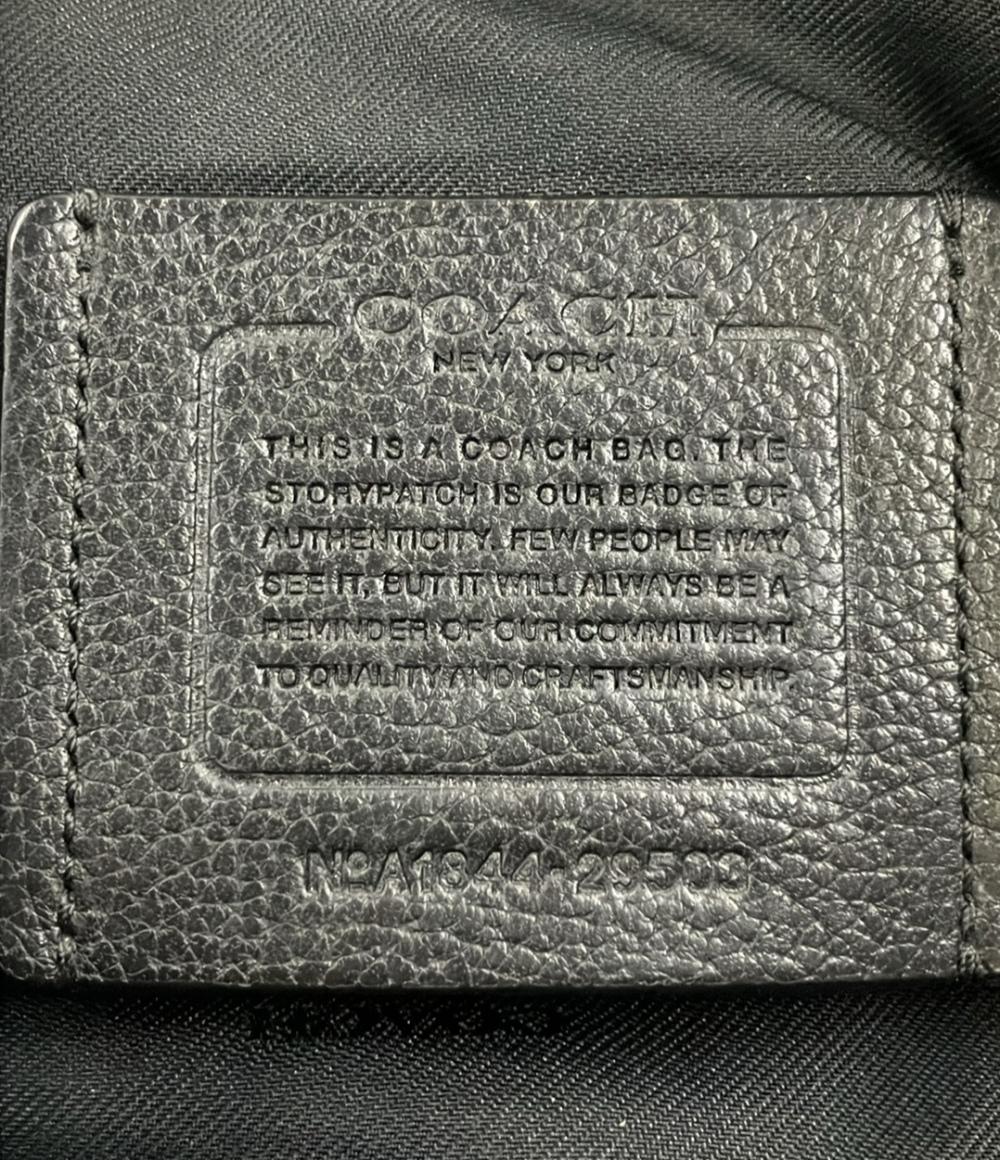 COACH
NEW YORK
THIS IS A COACH BAG. THE
STORYPATCH IS OUR BADGE OF
AUTHENTICITY. FEW PEOPLE MAY
SEE IT, BUT IT WILL ALWAYS BE A
REMINDER OF OUR COMMITMENT
TO QUALITY AND CRAFTSMANSHIP.
NºA1844-29503